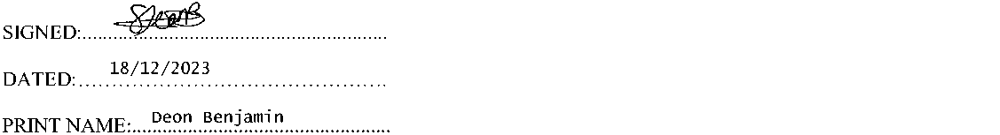 SIGNED:............................................................
DATED: 18/12/2023
PRINT NAME: Deon Benjamin